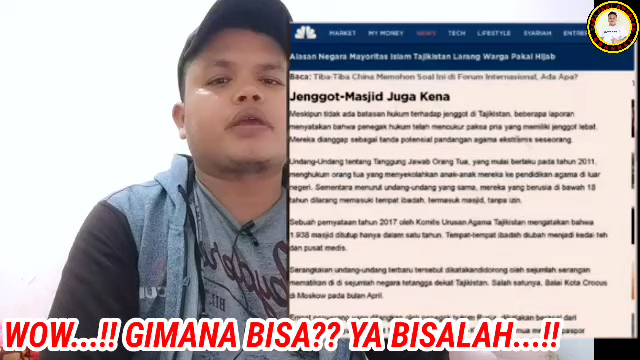 MARKET MY MONEY NEWS TECH LIFESTYLE SYARIAH ENTRE
Alasan Negara Mayoritas Islam Tajikistan Larang Warga Pakai Hijab
Baca: Tiba-Tiba China Memohon Soal Ini di Forum Internasional, Ada Apa?
Jenggot-Masjid Juga Kena
Meskipun tidak ada batasan hukum terhadap jenggot di Tajikistan, beberapa laporan
menyatakan bahwa penegak hukum telah mencukur paksa pria yang memiliki jenggot lebat.
Mereka dianggap sebagai tanda potensial pandangan agama ekstremis seseorang.
Undang-Undang tentang Tanggung Jawab Orang Tua, yang mulai berlaku pada tahun 2011,
menghukum orang tua yang menyekolahkan anak-anak mereka ke pendidikan agama di luar
negeri. Sementara menurut undang-undang yang sama, mereka yang berusia di bawah 18
tahun dilarang memasuki tempat ibadah, termasuk masjid, tanpa izin.
Sebuah pernyataan tahun 2017 oleh Komite Urusan Agama Tajikistan mengatakan bahwa
1.938 masjid ditutup hanya dalam satu tahun. Tempat-tempat ibadah diubah menjadi kedai teh
dan pusat medis.
Serangkaian undang-undang terbaru tersebut dikatakandidorong oleh sejumlah serangan
mematikan di di sejumlah negara tetangga dekat Tajikistan. Salah satunya, Balai Kota Crocus
di Moskow pada bulan April.
WOW...!! GIMANA BISA?? YA BISALAH...!!